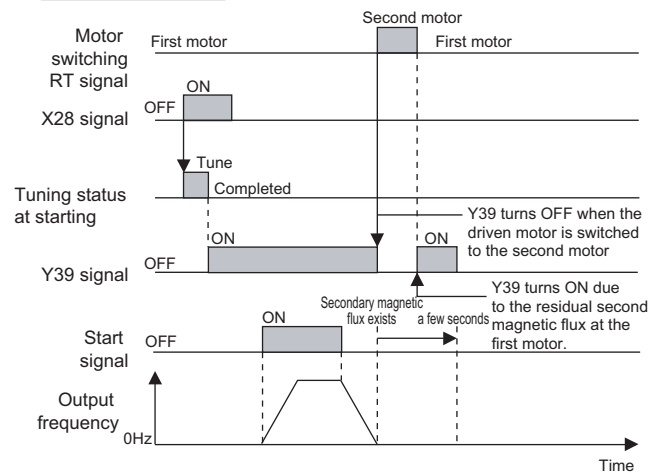 Second motor
Motor
switching
RT signal
First motor
First motor
ON
OFF
X28 signal
Tune
Completed
Tuning status
at starting
Y39 turns OFF when the
driven motor is switched
to the second motor
ON
ON
OFF
Y39 signal
Y39 turns ON due
to the residual second
magnetic flux at the
first motor.
Secondary magnetic
flux exists
a few seconds
ON
Start
signal
OFF
Output
frequency
0Hz
Time